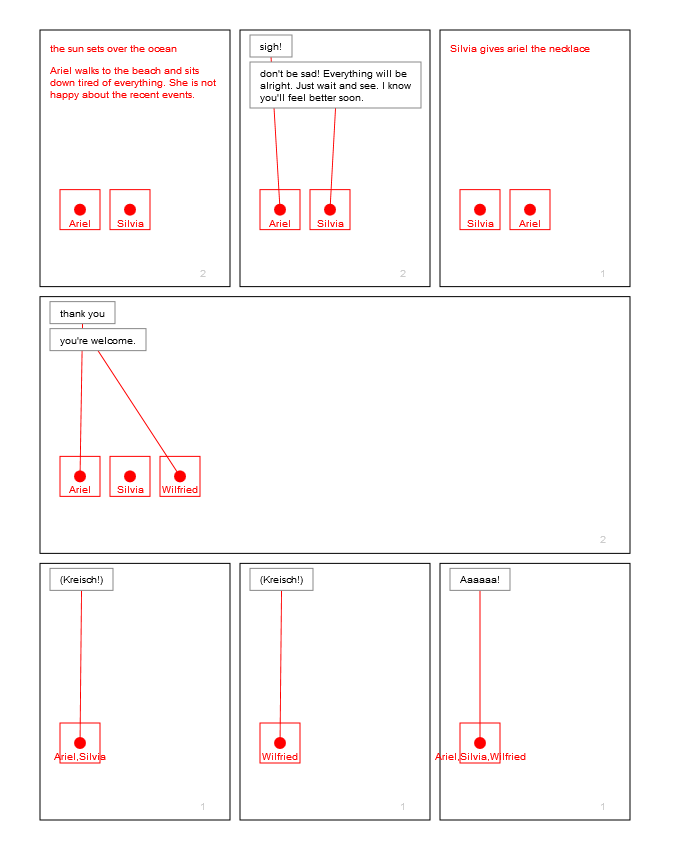 the sun sets over the ocean
Ariel walks to the beach and sits
down tired of everything. She is not
happy about the recent events.
Ariel
Silvia
2
sigh!
don't be sad! Everything will be
alright. Just wait and see. I know
you'll feel better soon.
Ariel
Silvia
2
Silvia gives ariel the necklace
Silvia
Ariel
1
thank you
you're welcome.
Ariel
Silvia
Wilfried
2
(Kreisch!)
Ariel,Silvia
1
(Kreisch!)
Wilfried
1
Aaaaaa!
Ariel,Silvia,Wilfried
1